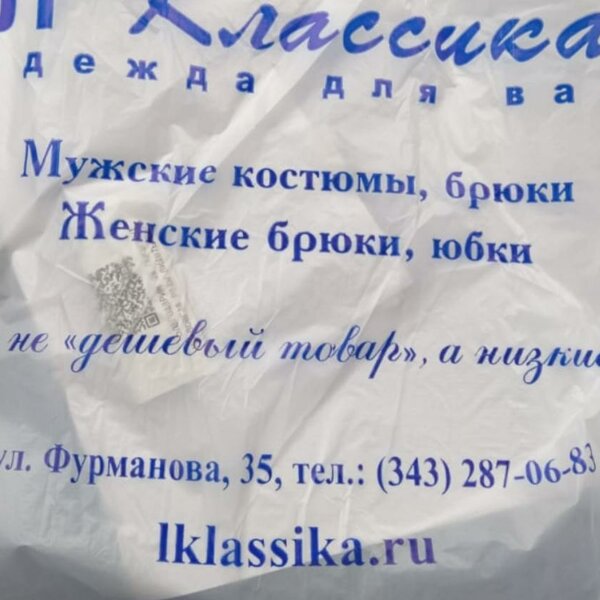 Л Классика
дежда для ва
Мужские костюмы, брюки
Женские брюки, юбки
не «дешевый товар», а низкие
ул. Фурманова, 35, тел.: (343) 287-06-83
lklassika.ru